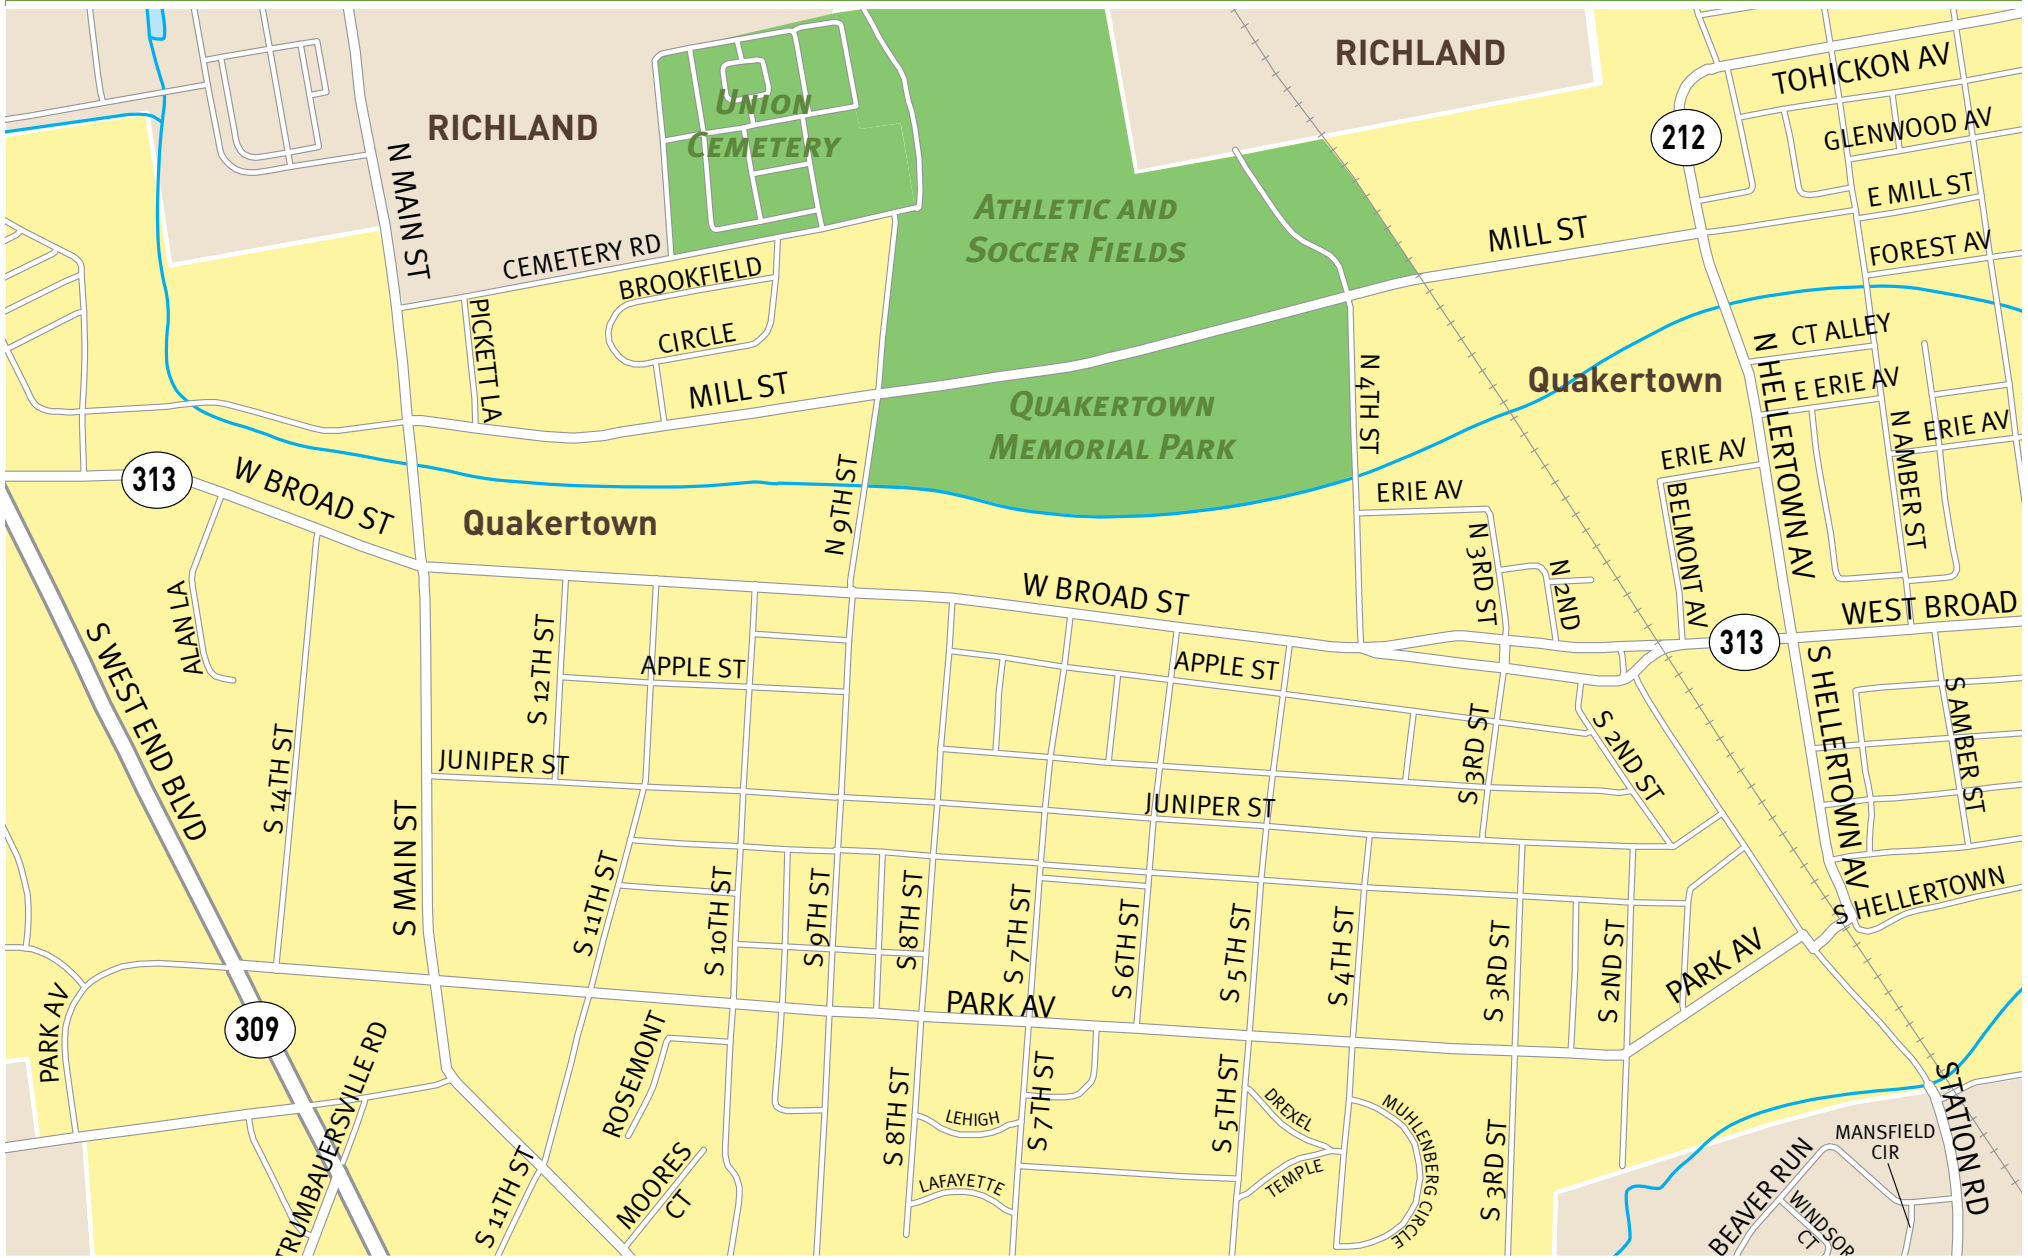 RICHLAND
TOHICKON AV
UNION
CEMETERY
RICHLAND
212
GLENWOOD AV
N MAIN ST
E MILL ST
ATHLETIC AND
SOCCER FIELDS
MILL ST
FOREST AV
CEMETERY RD
BROOKFIELD
PICKETT LA
CIRCLE
CT ALLEY
N HELLERTOWN AV
MILL ST
N 4TH ST
Quakertown
E ERIE AV
QUAKERTOWN
MEMORIAL PARK
N AMBER ST
ERIE AV
ERIE AV
313
W BROAD ST
N 9TH ST
ERIE AV
BELMONT AV
Quakertown
N 3RD ST
N 2ND
W BROAD ST
WEST BROAD
ALAN LA
S WEST END BLVD
S 12TH ST
APPLE ST
APPLE ST
313
S HELLERTOWN AV
S AMBER ST
S 14TH ST
S 3RD ST
S 2ND ST
JUNIPER ST
JUNIPER ST
S MAIN ST
S 11TH ST
S 10TH ST
S 9TH ST
S 8TH ST
S 7TH ST
S 6TH ST
S 5TH ST
S 4TH ST
S 3RD ST
S 2ND ST
S HELLERTOWN
PARK AV
PARK AV
PARK AV
309
TRUMBAUERSVILLE RD
ROSEMONT
S 8TH ST
S 7TH ST
S 5TH ST
LEHIGH
DREXEL
MUHLENBERG CIRCLE
S 3RD ST
STATION RD
MANSFIELD
CIR
BEAVER RUN
S 11TH ST
MOORES
CT
LAFAYETTE
TEMPLE
WINDSOR
CT